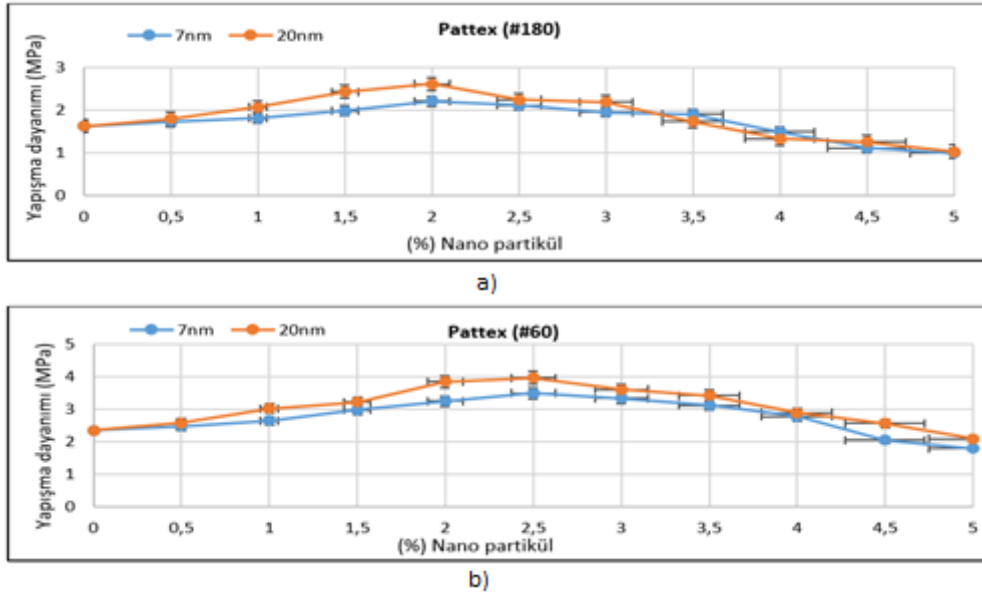 Pattex (#180)
7nm 20nm
Yapışma dayanımı (MPa)
3
2
1
0
0 0,5 1 1,5 2 2,5 3 3,5 4 4,5 5
(%) Nano partikül
a)
Pattex (#60)
7nm 20nm
Yapışma dayanımı (MPa)
5
4
3
2
1
0
0 0,5 1 1,5 2 2,5 3 3,5 4 4,5 5
(%) Nano partikül
b)